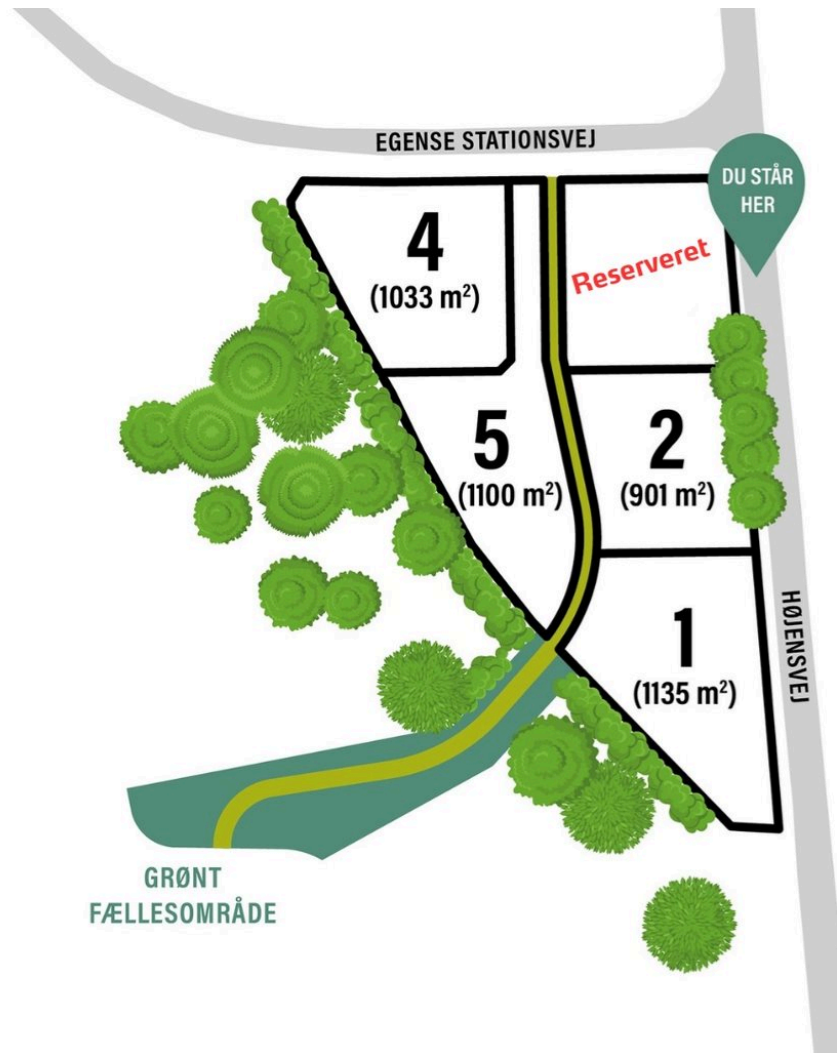 EGENSE STATIONSVEJ
DU STÅR
HER
4
(1033 m²)
Reserveret
5
(1100 m²)
2
(901 m²)
1
(1135 m²)
HØJENSVEJ
GRØNT
FÆLLESOMRÅDE